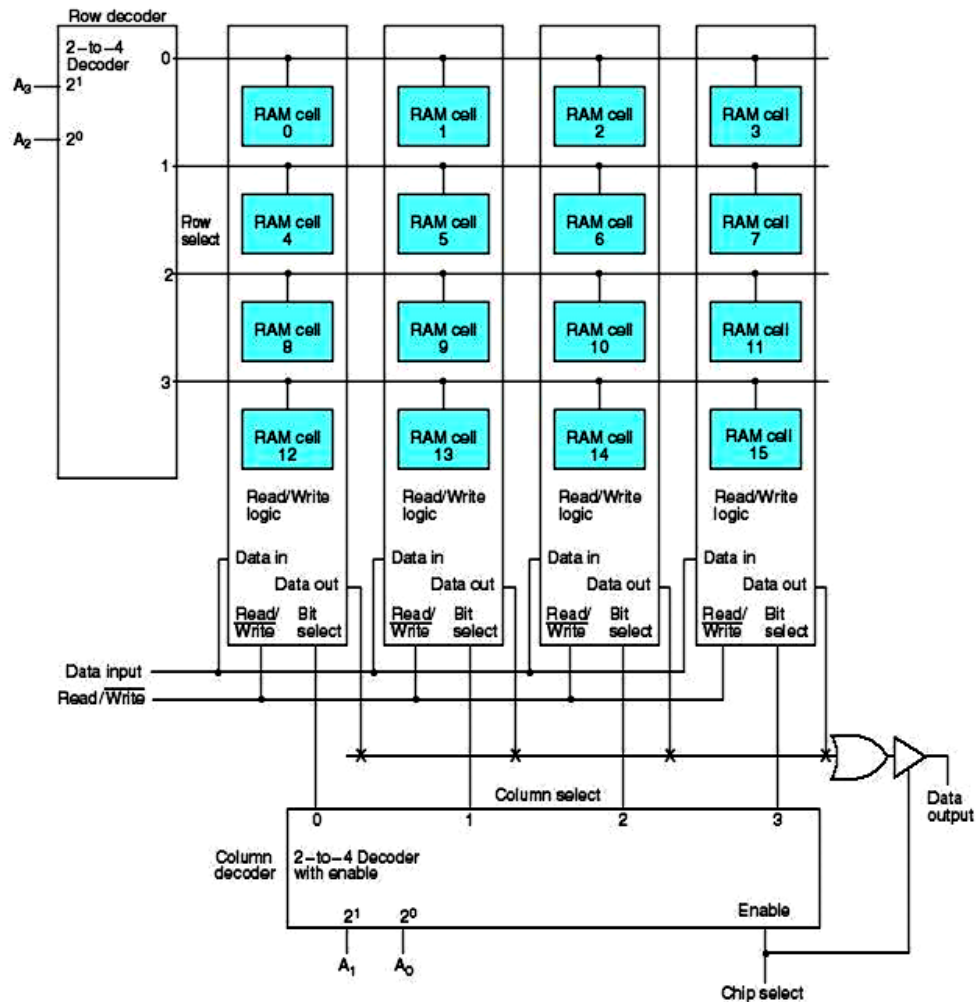 Row decoder
2–to–4
Decoder
A3
2¹
A2
2⁰
0
1
Row
select
2
3
RAM cell
0
RAM cell
1
RAM cell
2
RAM cell
3
RAM cell
4
RAM cell
5
RAM cell
6
RAM cell
7
RAM cell
8
RAM cell
9
RAM cell
10
RAM cell
11
RAM cell
12
RAM cell
13
RAM cell
14
RAM cell
15
Read/Write
logic
Read/Write
logic
Read/Write
logic
Read/Write
logic
Data in
Data in
Data in
Data in
Data out
Data out
Data out
Data out
Read/
Write
Bit
select
Read/
Write
Bit
select
Read/
Write
Bit
select
Read/
Write
Bit
select
Data input
Read/Write
Data
output
Column select
0
1
2
3
Column
decoder
2–to–4 Decoder
with enable
2¹
2⁰
Enable
A1
A0
Chip select